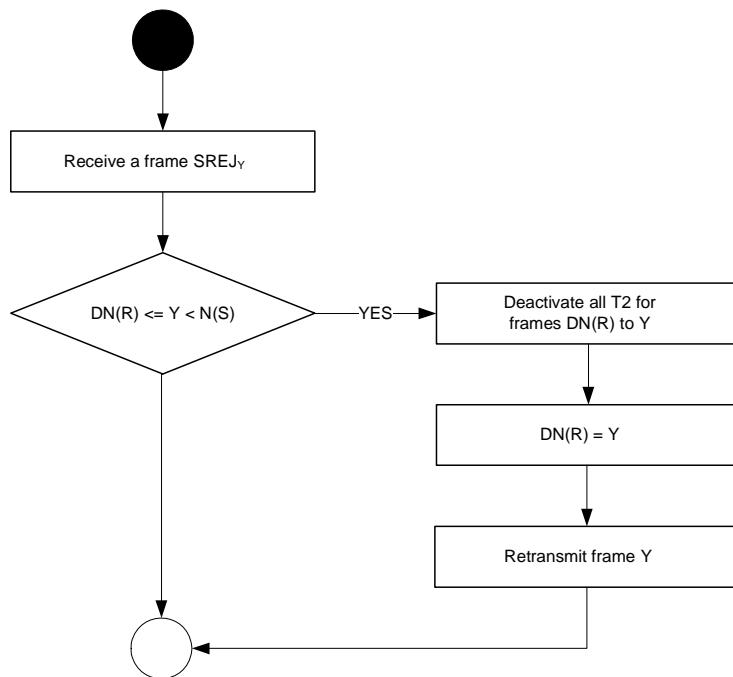 Receive a frame SREJY
DN(R) <= Y < N(S)
YES
Deactivate all T2 for
frames DN(R) to Y
DN(R) = Y
Retransmit frame Y